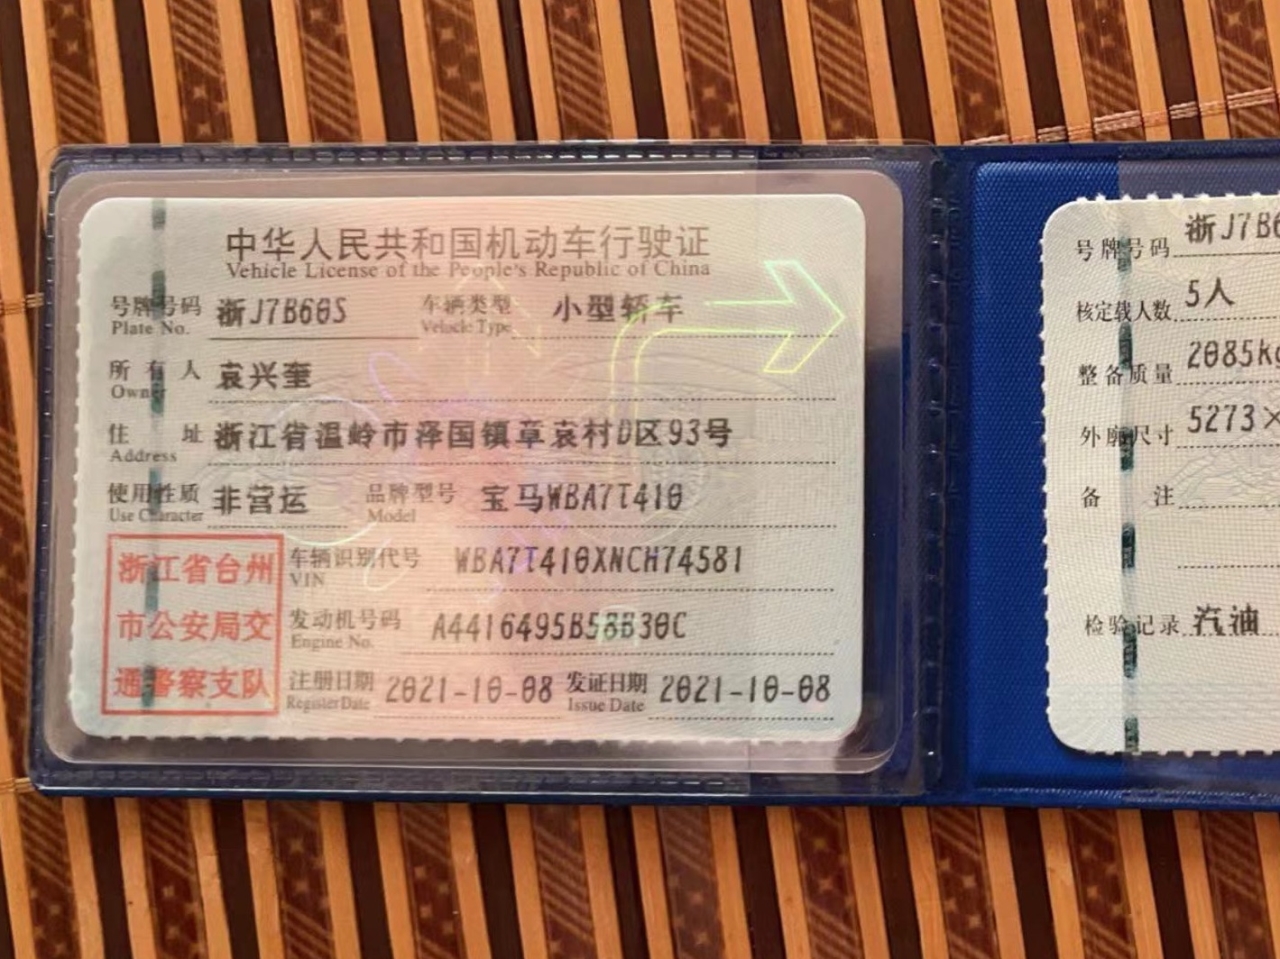 中华人民共和国机动车行驶证
Vehicle License of the People's Republic of China
号牌号码 浙J7B60S 车辆类型 小型轿车
Plate No. Vehicle Type
所有人 袁兴奎
Owner
住址 浙江省温岭市泽国镇章袁村D区93号
Address
使用性质 非营运 品牌型号 宝马WBA7T410
Use Character Model
浙江省台州
市公安局交
通警察支队
车辆识别代号 WBA7T410XNCH74581
VIN
发动机号码 A4416495B58B30C
Engine No.
注册日期 2021-10-08 发证日期 2021-10-08
Register Date Issue Date
号牌号码 浙J7B6
核定载人数 5人
整备质量 2085kg
外廓尺寸 5273×
备注
检验记录 汽油